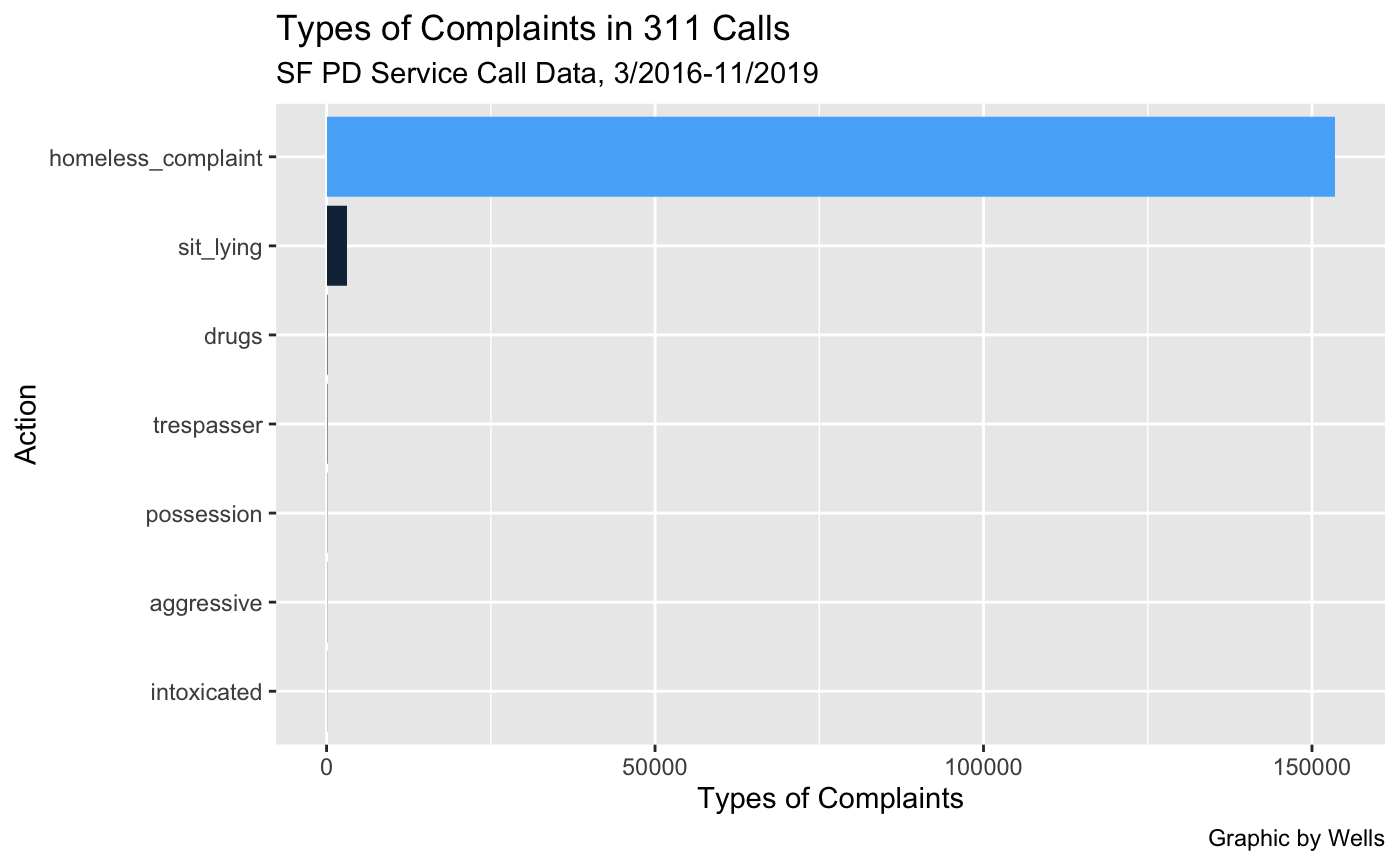 Types of Complaints in 311 Calls
SF PD Service Call Data, 3/2016-11/2019
homeless_complaint
sit_lying
drugs
trespasser
possession
aggressive
intoxicated
Action
0 50000 100000 150000
Types of Complaints
Graphic by Wells